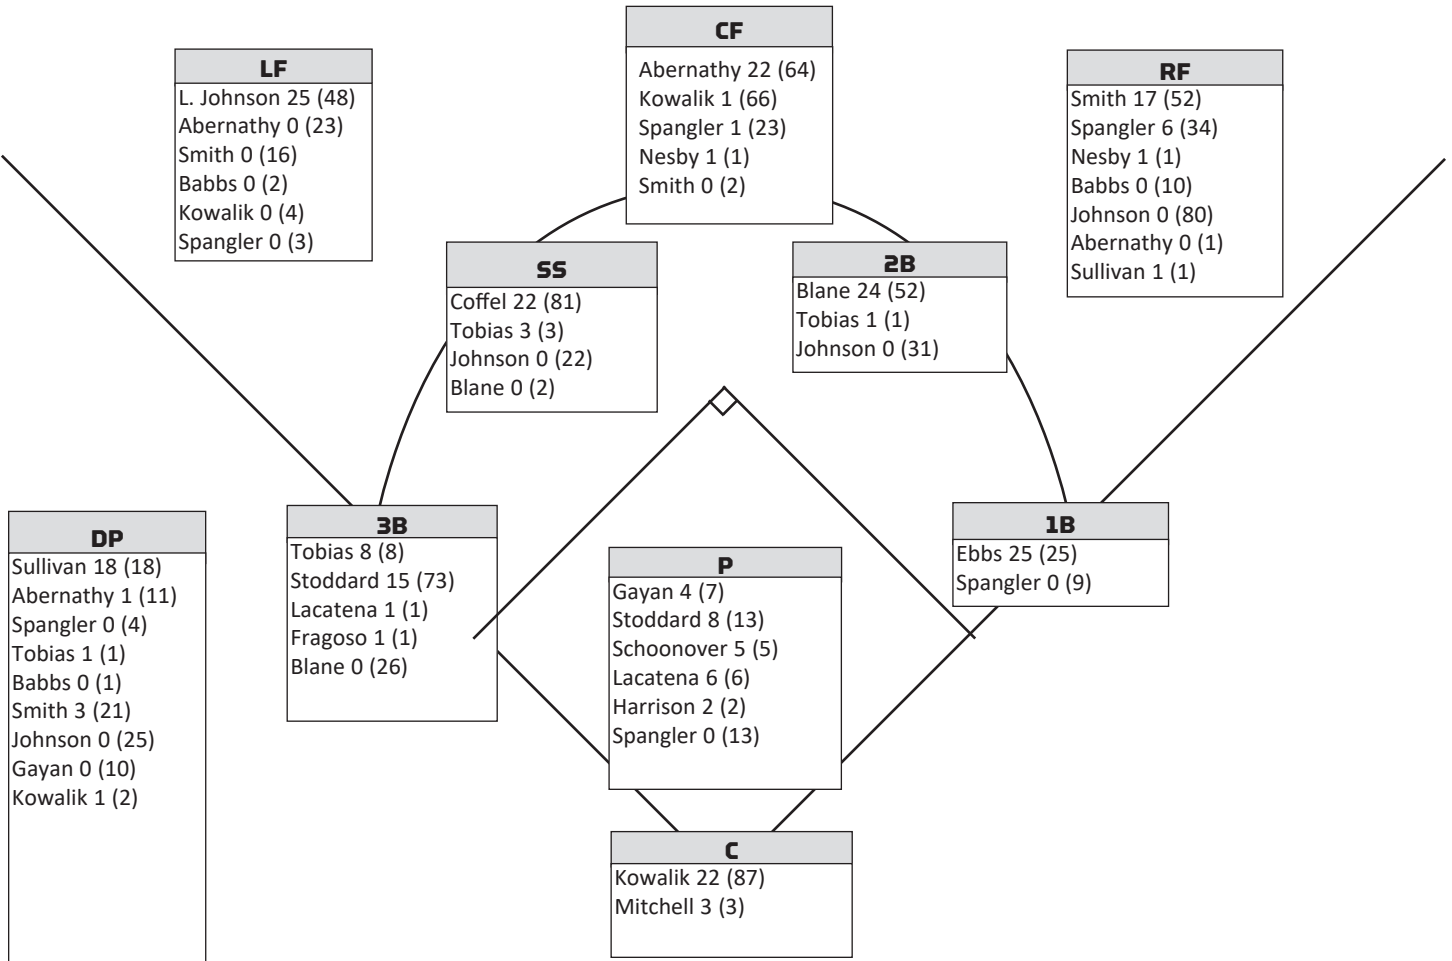 CF
Abernathy 22 (64)
Kowalik 1 (66)
Spangler 1 (23)
Nesby 1 (1)
Smith 0 (2)
LF
L. Johnson 25 (48)
Abernathy 0 (23)
Smith 0 (16)
Babbs 0 (2)
Kowalik 0 (4)
Spangler 0 (3)
RF
Smith 17 (52)
Spangler 6 (34)
Nesby 1 (1)
Babbs 0 (10)
Johnson 0 (80)
Abernathy 0 (1)
Sullivan 1 (1)
SS
Coffel 22 (81)
Tobias 3 (3)
Johnson 0 (22)
Blane 0 (2)
2B
Blane 24 (52)
Tobias 1 (1)
Johnson 0 (31)
DP
Sullivan 18 (18)
Abernathy 1 (11)
Spangler 0 (4)
Tobias 1 (1)
Babbs 0 (1)
Smith 3 (21)
Johnson 0 (25)
Gayan 0 (10)
Kowalik 1 (2)
3B
Tobias 8 (8)
Stoddard 15 (73)
Lacatena 1 (1)
Fragoso 1 (1)
Blane 0 (26)
P
Gayan 4 (7)
Stoddard 8 (13)
Schoonover 5 (5)
Lacatena 6 (6)
Harrison 2 (2)
Spangler 0 (13)
1B
Ebbs 25 (25)
Spangler 0 (9)
C
Kowalik 22 (87)
Mitchell 3 (3)